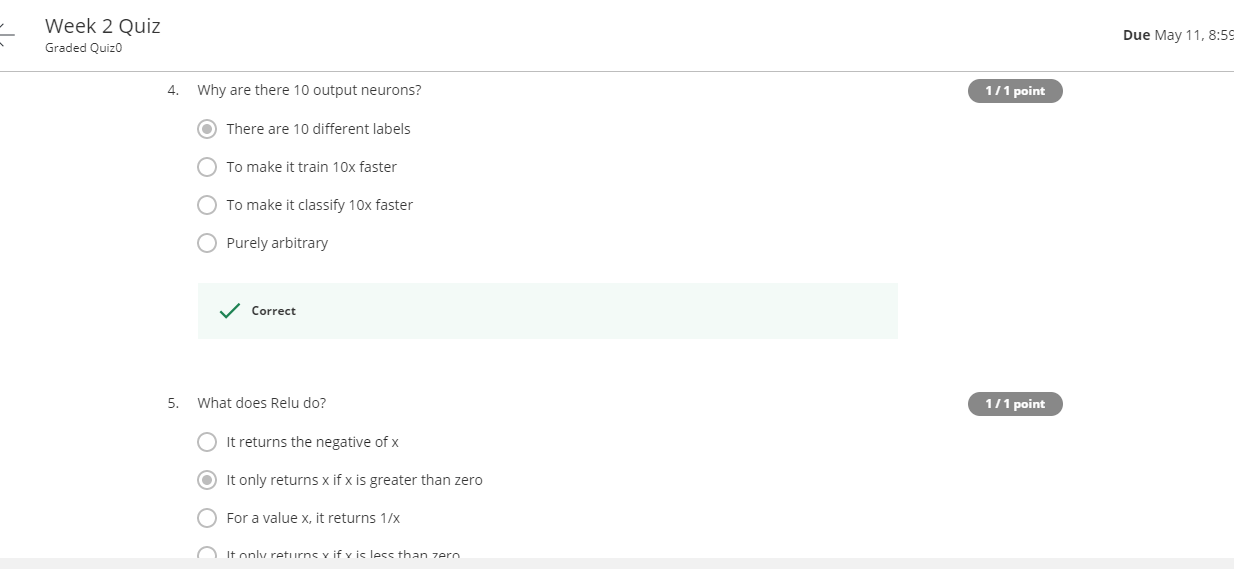 Week 2 Quiz
Graded Quiz0
Due May 11, 8:59
4. Why are there 10 output neurons?
1 / 1 point
There are 10 different labels
To make it train 10x faster
To make it classify 10x faster
Purely arbitrary
Correct
5. What does Relu do?
1 / 1 point
It returns the negative of x
It only returns x if x is greater than zero
For a value x, it returns 1/x
It only returns x if x is less than zero